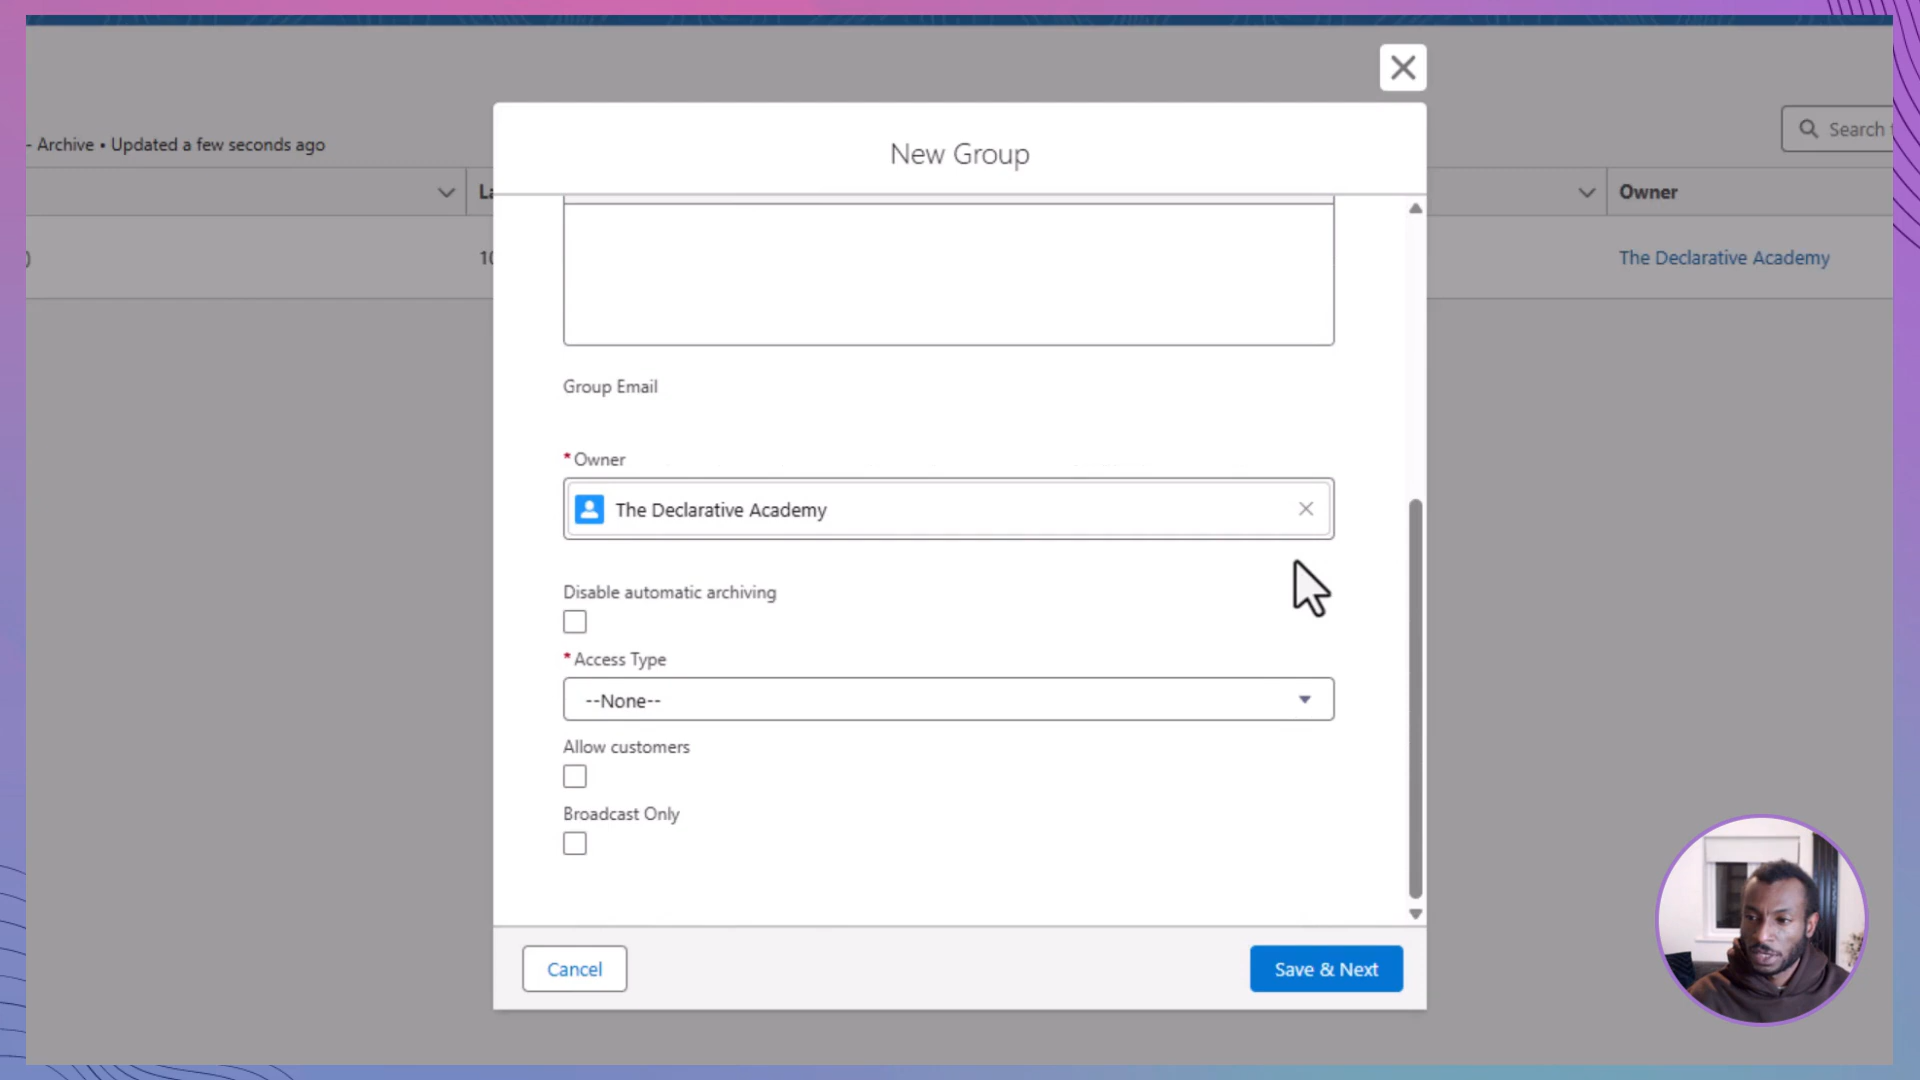 New Group
- Archive • Updated a few seconds ago
Search
Owner
10
The Declarative Academy
Group Email
*Owner
The Declarative Academy
Disable automatic archiving
*Access Type
--None--
Allow customers
Broadcast Only
Cancel
Save & Next